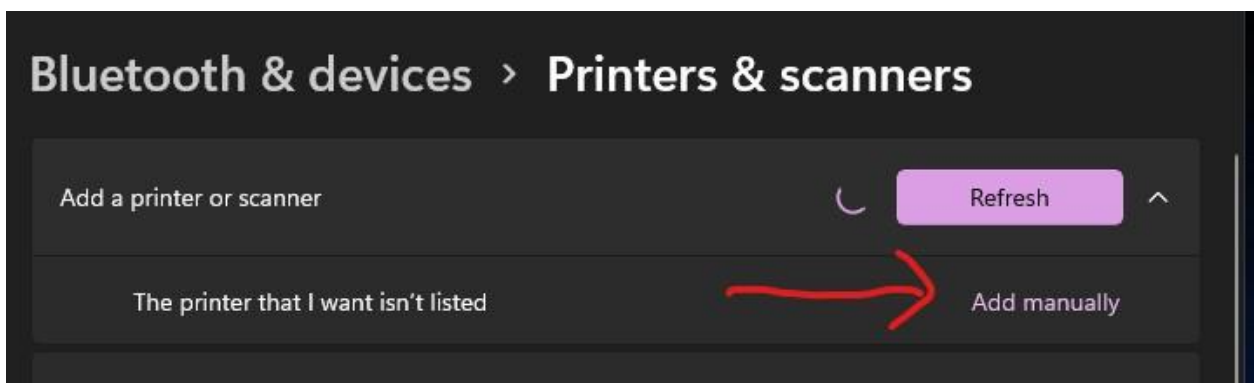 Bluetooth & devices > Printers & scanners
Add a printer or scanner
Refresh
The printer that I want isn’t listed
Add manually